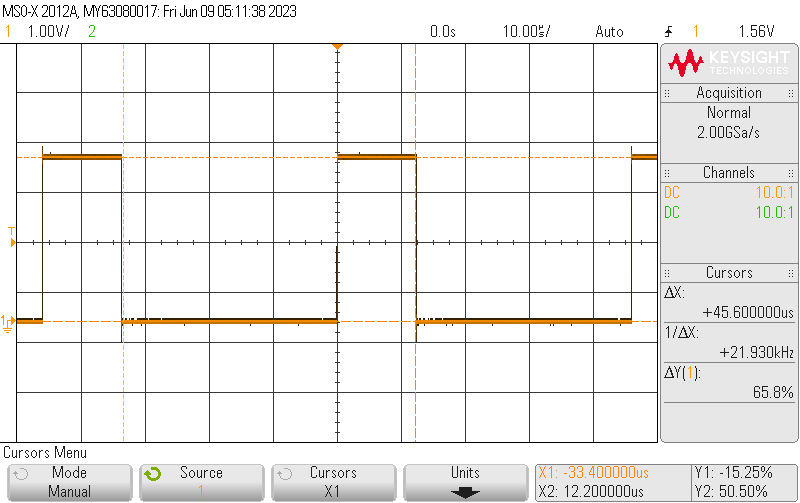 MSO-X 2012A, MY63080017: Fri Jun 09 05:11:38 2023
1 1.00V/ 2 0.0s 10.00us/ Auto 1 1.56V
KEYSIGHT
TECHNOLOGIES
Acquisition
Normal
2.00GSa/s
Channels
DC 10.0:1
DC 10.0:1
Cursors
ΔX:
+45.600000us
1/ΔX:
+21.930kHz
ΔY(1):
65.8%
T
1
Cursors Menu
Mode
Manual
Source
1
Cursors
X1
Units
X1: -33.400000us
X2: 12.200000us
Y1: -15.25%
Y2: 50.50%